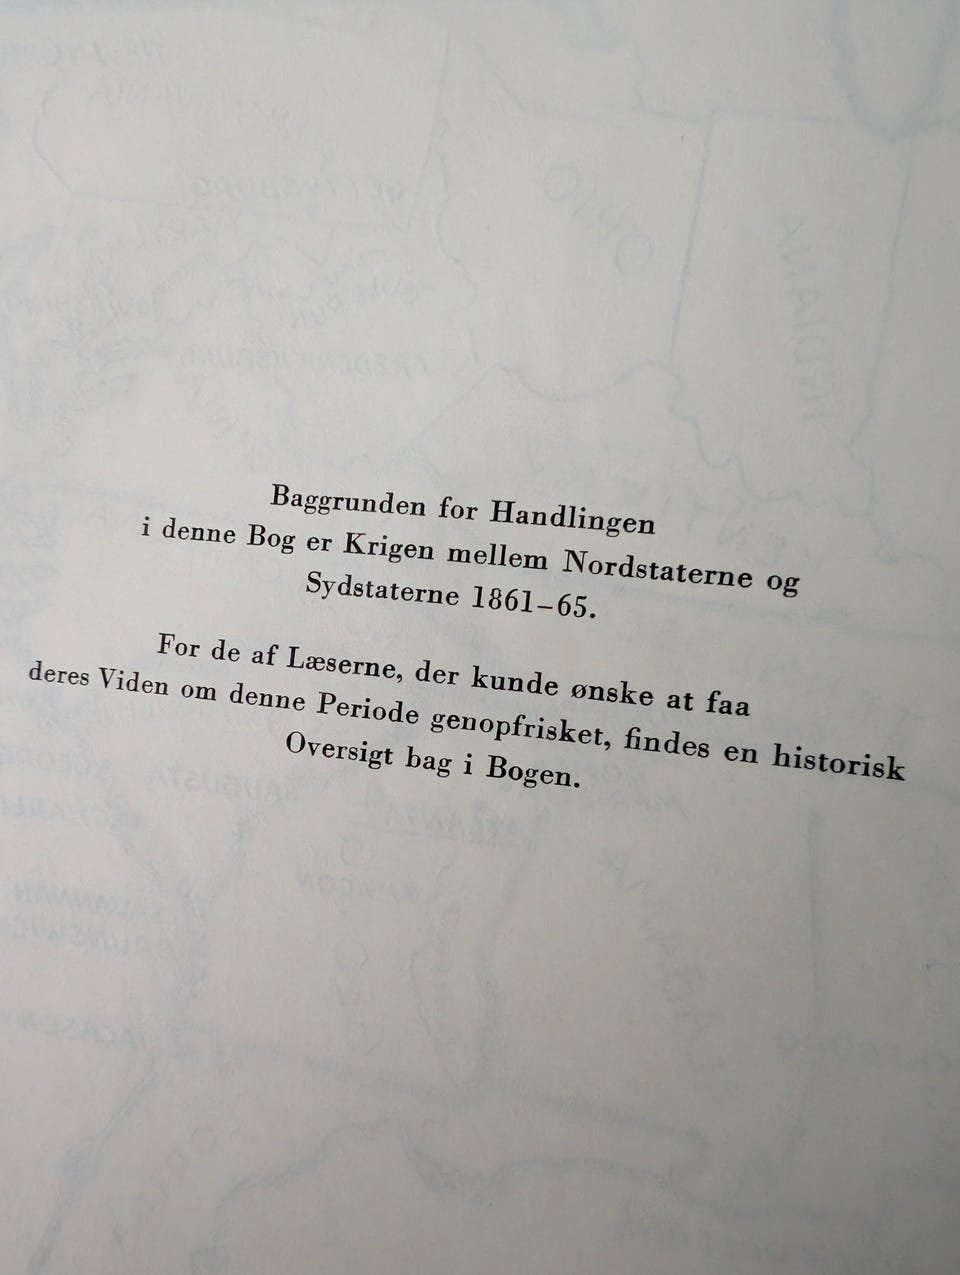 Baggrunden for Handlingen
i denne Bog er Krigen mellem Nordstaterne og
Sydstaterne 1861–65.
For de af Læserne, der kunde ønske at faa
deres Viden om denne Periode genopfrisket, findes en historisk
Oversigt bag i Bogen.